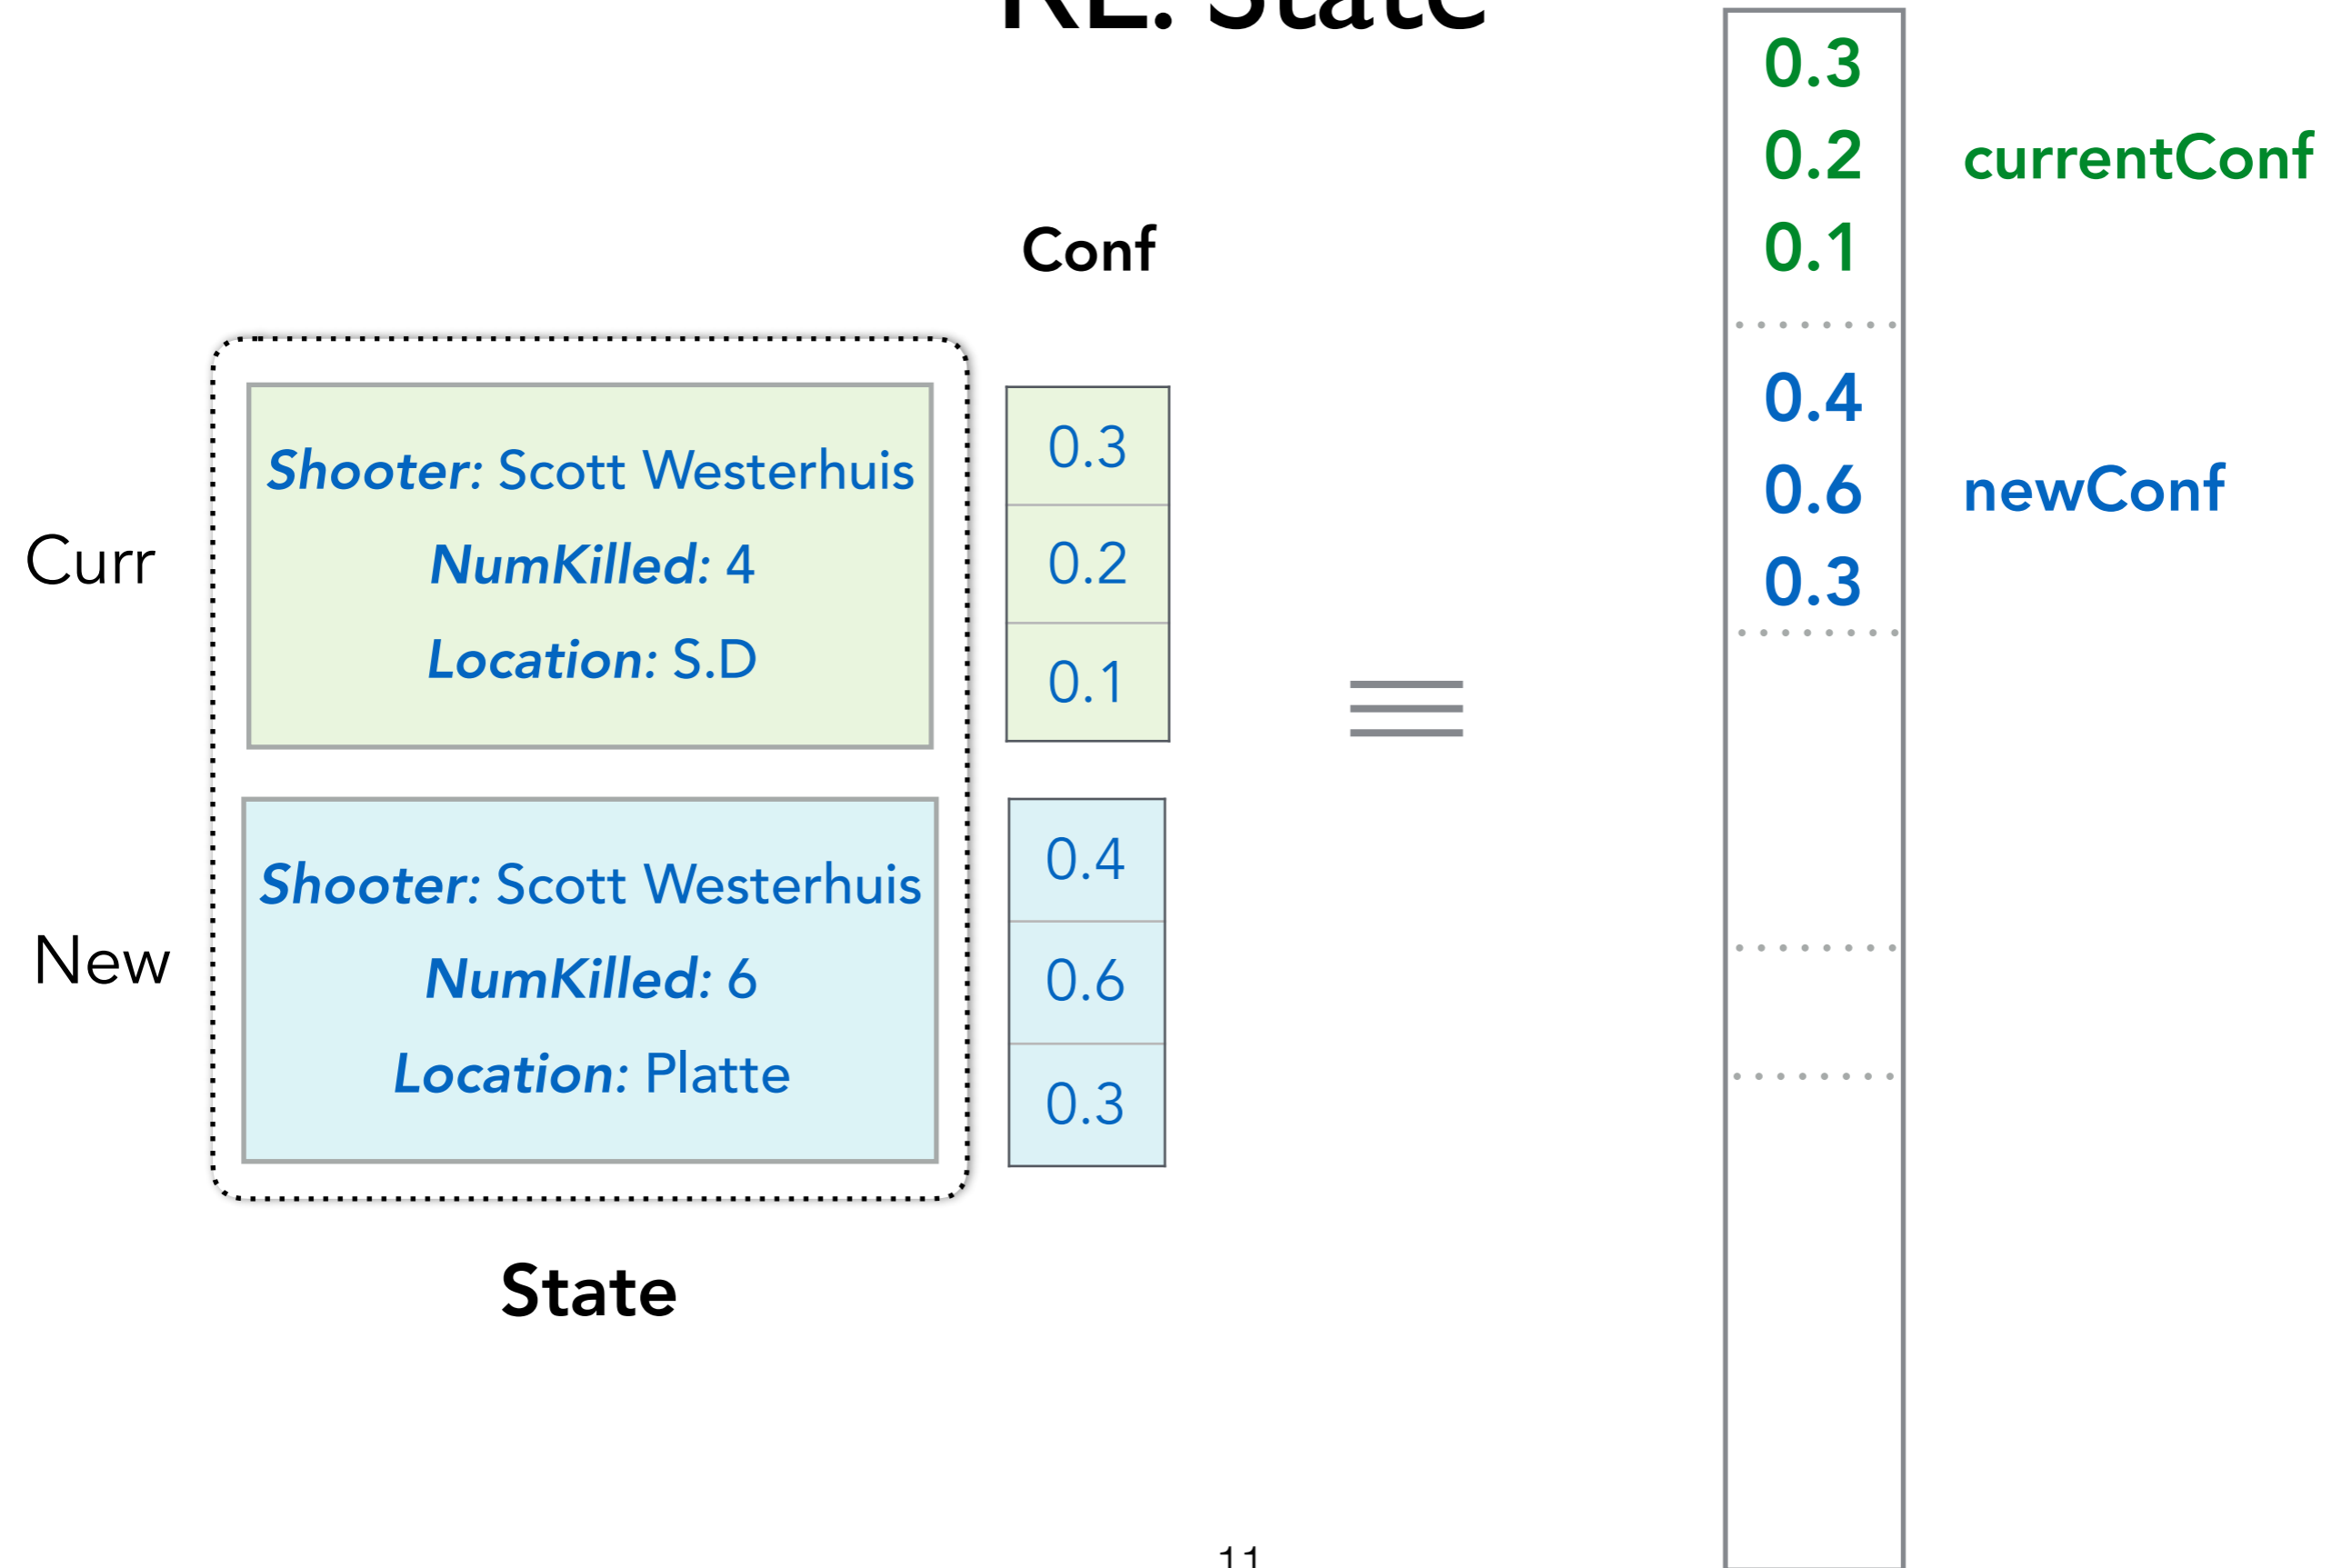 RL: State
Conf
Curr
Shooter: Scott Westerhuis
NumKilled: 4
Location: S.D
0.3
0.2
0.1
New
Shooter: Scott Westerhuis
NumKilled: 6
Location: Platte
0.4
0.6
0.3
State
0.3
0.2
0.1
currentConf
0.4
0.6
0.3
newConf
11